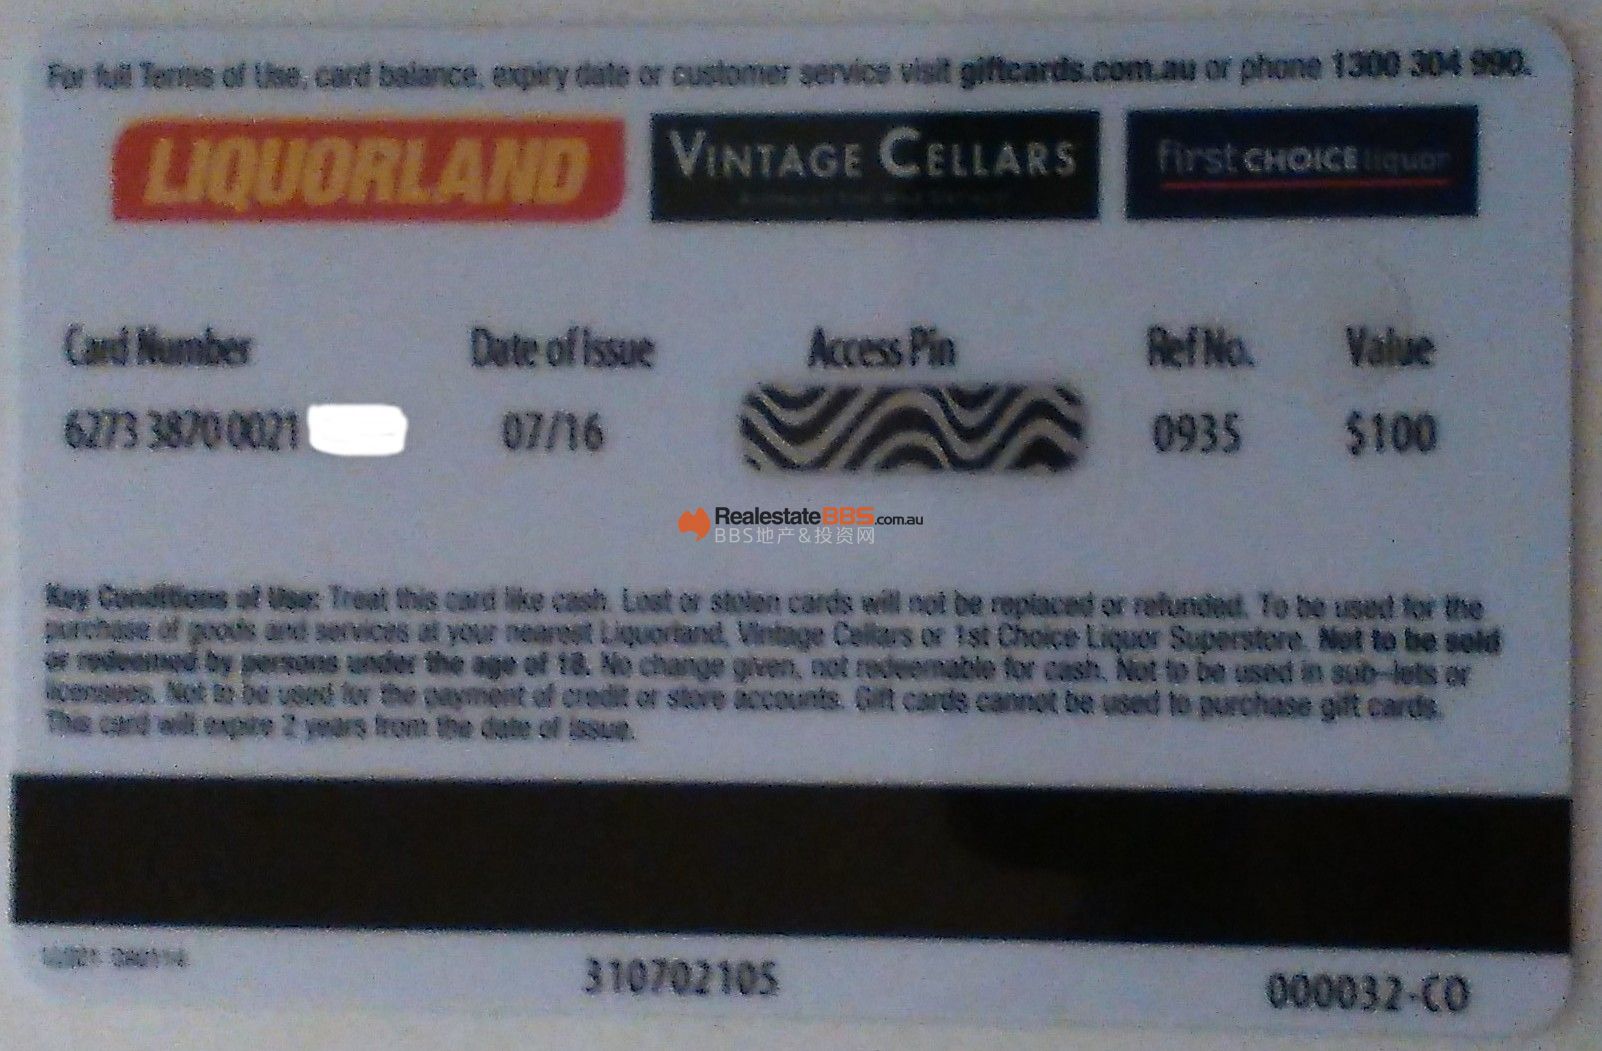 For full Terms of Use, card balance, expiry date or customer service visit giftcards.com.au or phone 1300 304 990.
LIQUORLAND
VINTAGE CELLARS
first CHOICE liquor
Card Number Date of Issue Access Pin Ref No. Value
6273 3870 0021 07/16 0935 $100
RealestateBBS.com.au
BBS地产&投资网
Key Conditions of Use: Treat this card like cash. Lost or stolen cards will not be replaced or refunded. To be used for the
purchase of goods and services at your nearest Liquorland, Vintage Cellars or 1st Choice Liquor Superstore. Not to be sold
or redeemed by persons under the age of 18. No change given, not redeemable for cash. Not to be used in sub-lets or
licensees. Not to be used for the payment of credit or store accounts. Gift cards cannot be used to purchase gift cards.
This card will expire 2 years from the date of issue.
310702105
000032-CO